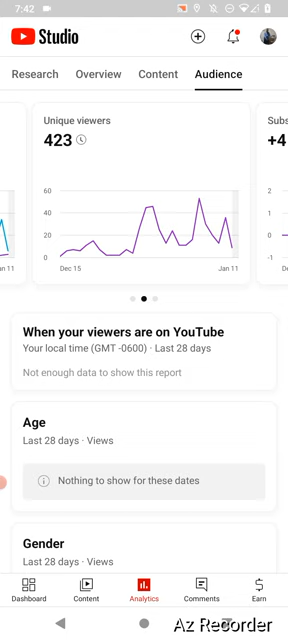 7:42
Studio
Research Overview Content Audience
Unique viewers
423
Subs
+4
60
40
20
0
Dec 15
Jan 11
an 11
2
1
0
-1
De
When your viewers are on YouTube
Your local time (GMT -0600) · Last 28 days
Not enough data to show this report
Age
Last 28 days · Views
Nothing to show for these dates
Gender
Last 28 days · Views
Dashboard Content Analytics Comments Earn
Az Recorder